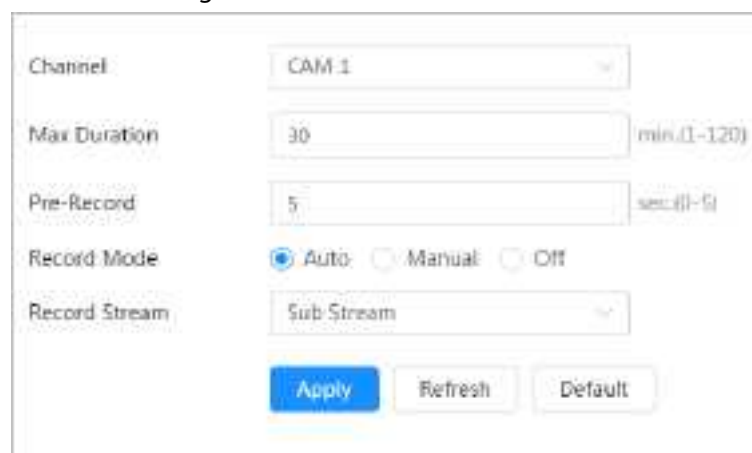 Channel CAM 1
Max Duration 30 min.(1-120)
Pre-Record 5 sec.(0-5)
Record Mode Auto Manual Off
Record Stream Sub Stream
Apply Refresh Default